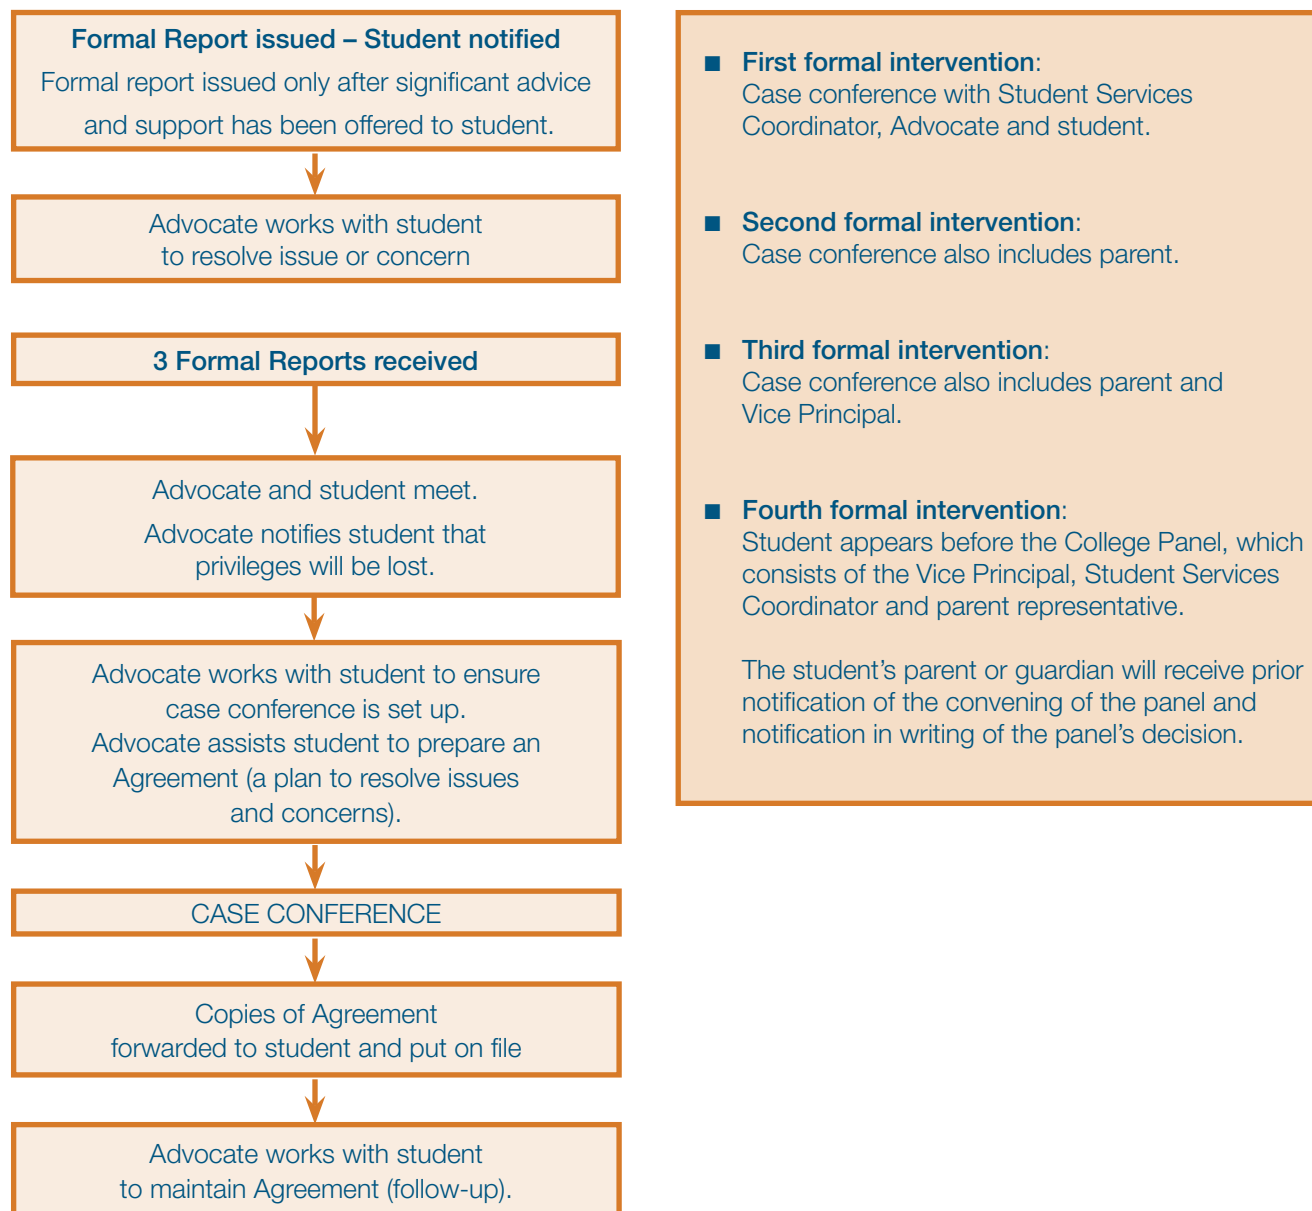 Formal Report issued – Student notified
Formal report issued only after significant advice
and support has been offered to student.
Advocate works with student
to resolve issue or concern
3 Formal Reports received
Advocate and student meet.
Advocate notifies student that
privileges will be lost.
Advocate works with student to ensure
case conference is set up.
Advocate assists student to prepare an
Agreement (a plan to resolve issues
and concerns).
CASE CONFERENCE
Copies of Agreement
forwarded to student and put on file
Advocate works with student
to maintain Agreement (follow-up).
■ First formal intervention:
Case conference with Student Services
Coordinator, Advocate and student.
■ Second formal intervention:
Case conference also includes parent.
■ Third formal intervention:
Case conference also includes parent and
Vice Principal.
■ Fourth formal intervention:
Student appears before the College Panel, which
consists of the Vice Principal, Student Services
Coordinator and parent representative.
The student’s parent or guardian will receive prior
notification of the convening of the panel and
notification in writing of the panel’s decision.